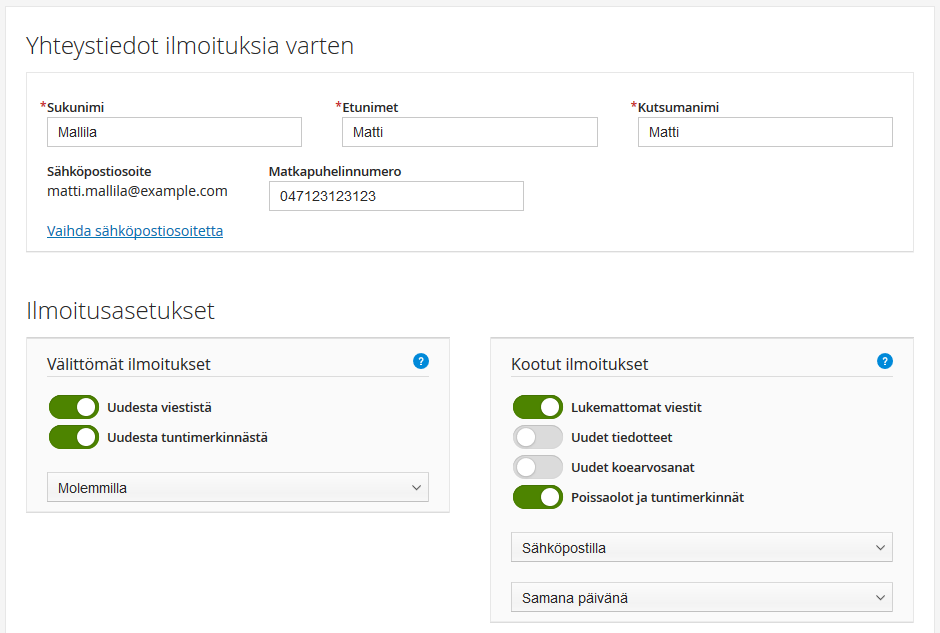 Yhteystiedot ilmoituksia varten
*Sukunimi
Mallila
*Etunimet
Matti
*Kutsumanimi
Matti
Sähköpostiosoite
matti.mallila@example.com
Matkapuhelinnumero
047123123123
Vaihda sähköpostiosoitetta
Ilmoitusasetukset
Välittömät ilmoitukset
?
Uudesta viestistä
Uudesta tuntimerkinnästä
Molemmilla
Kootut ilmoitukset
?
Lukemattomat viestit
Uudet tiedotteet
Uudet koearvosanat
Poissaolot ja tuntimerkinnät
Sähköpostilla
Samana päivänä